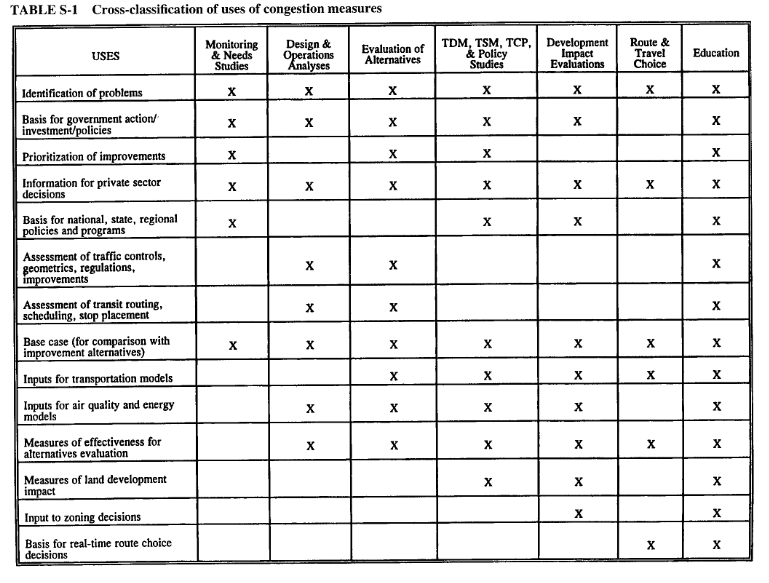 TABLE S-1 Cross-classification of uses of congestion measures
USES
Monitoring
& Needs
Studies
Design &
Operations
Analyses
Evaluation of
Alternatives
TDM, TSM, TCP,
& Policy
Studies
Development
Impact
Evaluations
Route &
Travel
Choice
Education
Identification of problems X X X X X X X
Basis for government action/
investment/policies X X X X X X
Prioritization of improvements X X X X
Information for private sector
decisions X X X X X X X
Basis for national, state, regional
policies and programs X X X X
Assessment of traffic controls,
geometrics, regulations, X X X
improvements
Assessment of transit routing,
scheduling, stop placement X X X
Base case (for comparison with
improvement alternatives) X X X X X X X
Inputs for transportation models X X X X X
Inputs for air quality and energy
models X X X X X
Measures of effectiveness for
alternatives evaluation X X X X X X
Measures of land development
impact X X X
Input to zoning decisions X X
Basis for real-time route choice
decisions X X